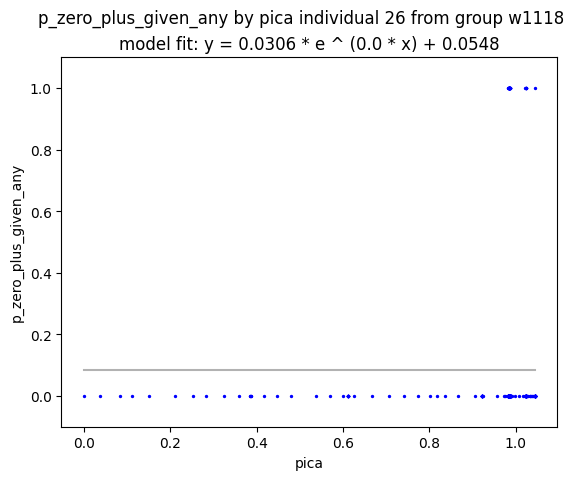 p_zero_plus_given_any by pica individual 26 from group w1118
model fit: y = 0.0306 * e ^ (0.0 * x) + 0.0548
1.0
0.8
0.6
0.4
0.2
0.0
p_zero_plus_given_any
0.0 0.2 0.4 0.6 0.8 1.0
pica